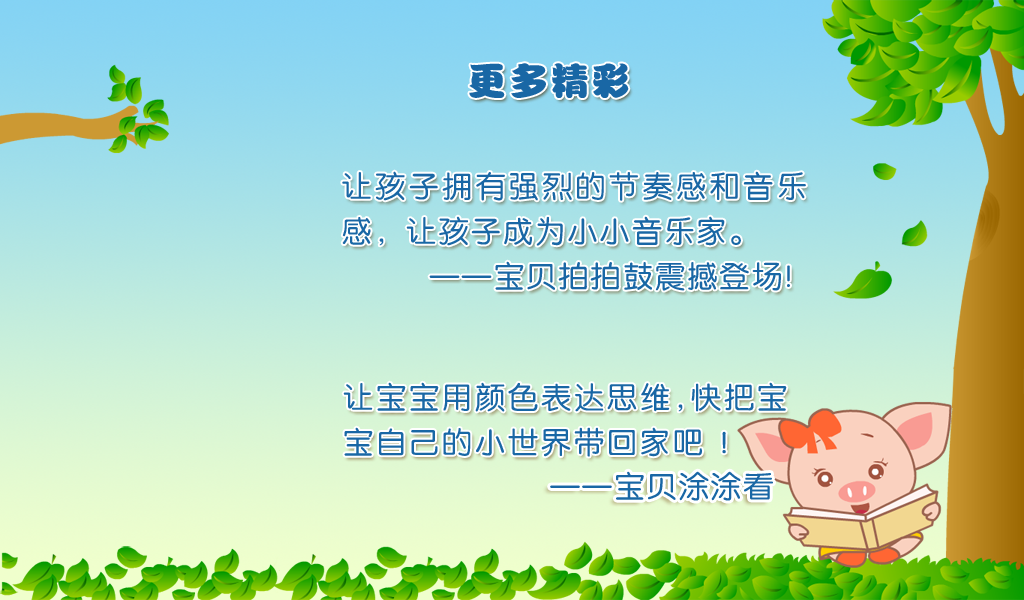 更多精彩
让孩子拥有强烈的节奏感和音乐
感，让孩子成为小小音乐家。
——宝贝拍拍鼓震撼登场!
让宝宝用颜色表达思维,快把宝
宝自己的小世界带回家吧 ！
——宝贝涂涂看